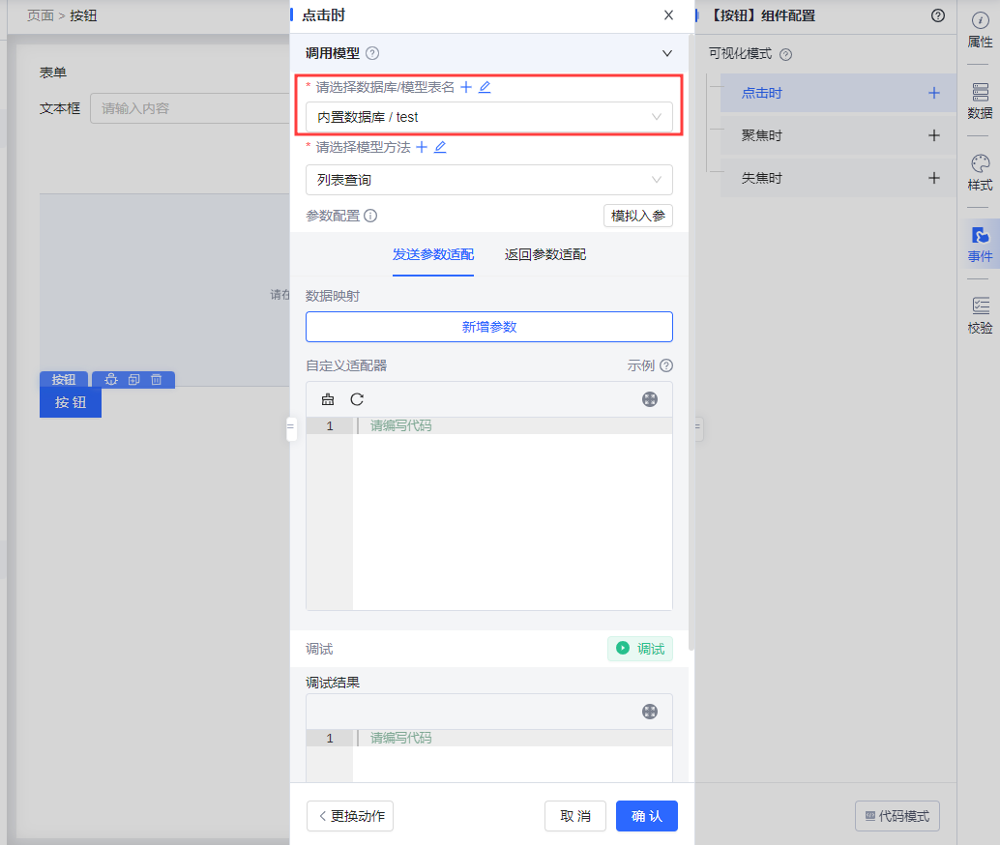 页面 > 按钮
表单
文本框 请输入内容
请在
按钮
按 钮
点击时
调用模型
* 请选择数据库/模型表名
内置数据库 / test
* 请选择模型方法
列表查询
参数配置
模拟入参
发送参数适配 返回参数适配
数据映射
新增参数
自定义适配器 示例
1 请编写代码
调试 调试
调试结果
1 请编写代码
更换动作 取 消 确 认
【按钮】组件配置
可视化模式
点击时
聚焦时
失焦时
代码模式
属性
数据
样式
事件
校验